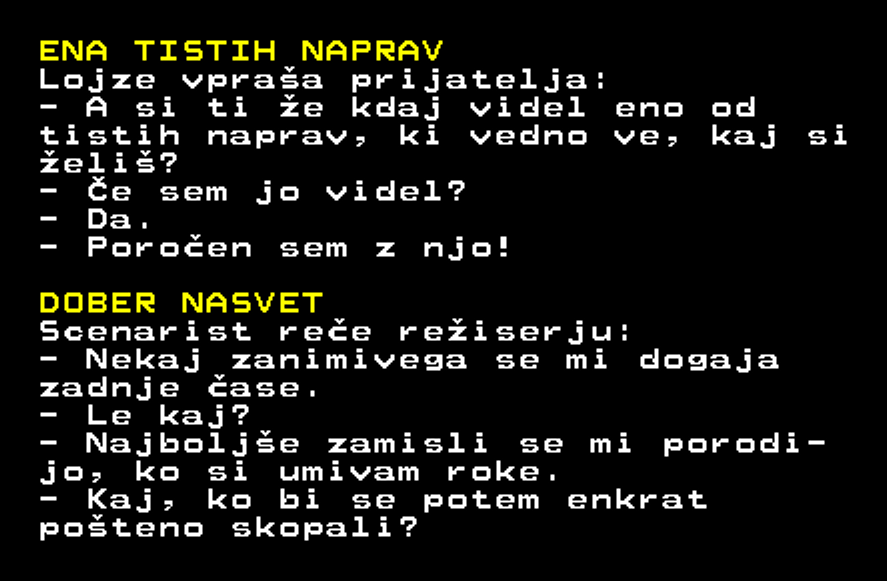 ENA TISTIH NAPRAV
Lojze vpraša prijatelja:
- A si ti že kdaj videl eno od
tistih naprav, ki vedno ve, kaj si
želiš?
- Če sem jo videl?
- Da.
- Poročen sem z njo!
DOBER NASVET
Scenarist reče režiserju:
- Nekaj zanimivega se mi dogaja
zadnje čase.
- Le kaj?
- Najboljše zamisli se mi porodi-
jo, ko si umivam roke.
- Kaj, ko bi se potem enkrat
pošteno skopali?